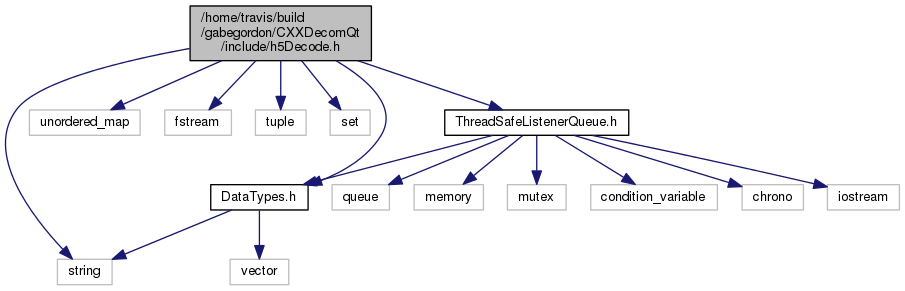 /home/travis/build
/gabegordon/CXXDecomQt
/include/h5Decode.h
unordered_map
fstream
tuple
set
ThreadSafeListenerQueue.h
DataTypes.h
queue
memory
mutex
condition_variable
chrono
iostream
string
vector